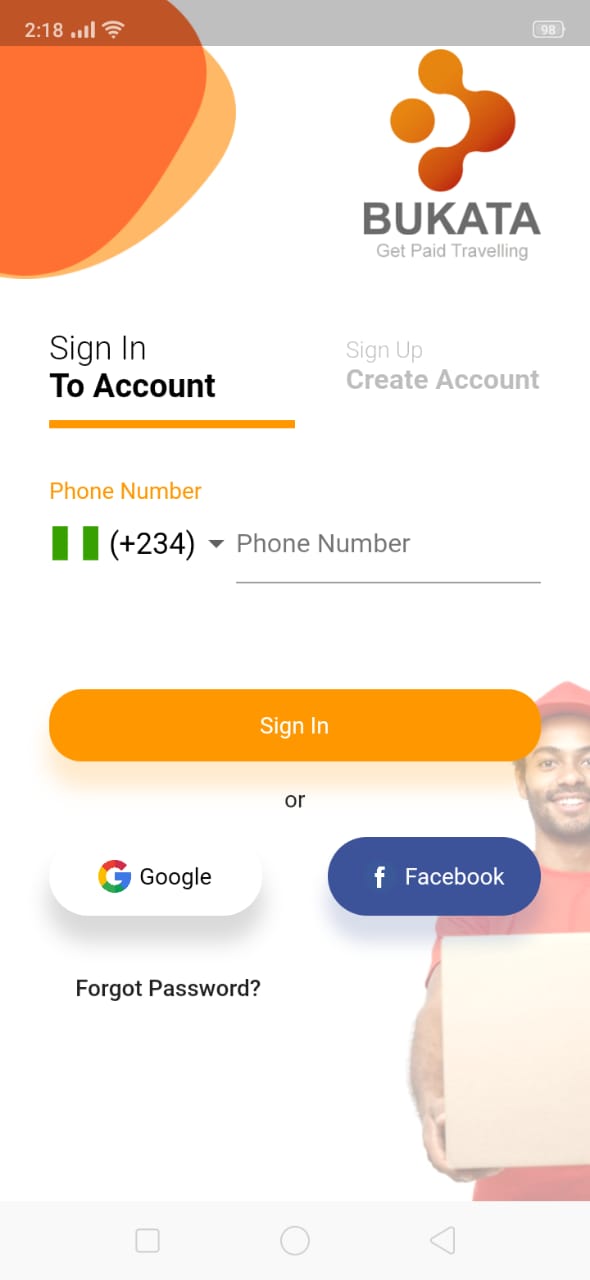 2:18
98
BUKATA
Get Paid Travelling
Sign In
To Account
Sign Up
Create Account
Phone Number
(+234)
Phone Number
Sign In
or
Google
Facebook
Forgot Password?